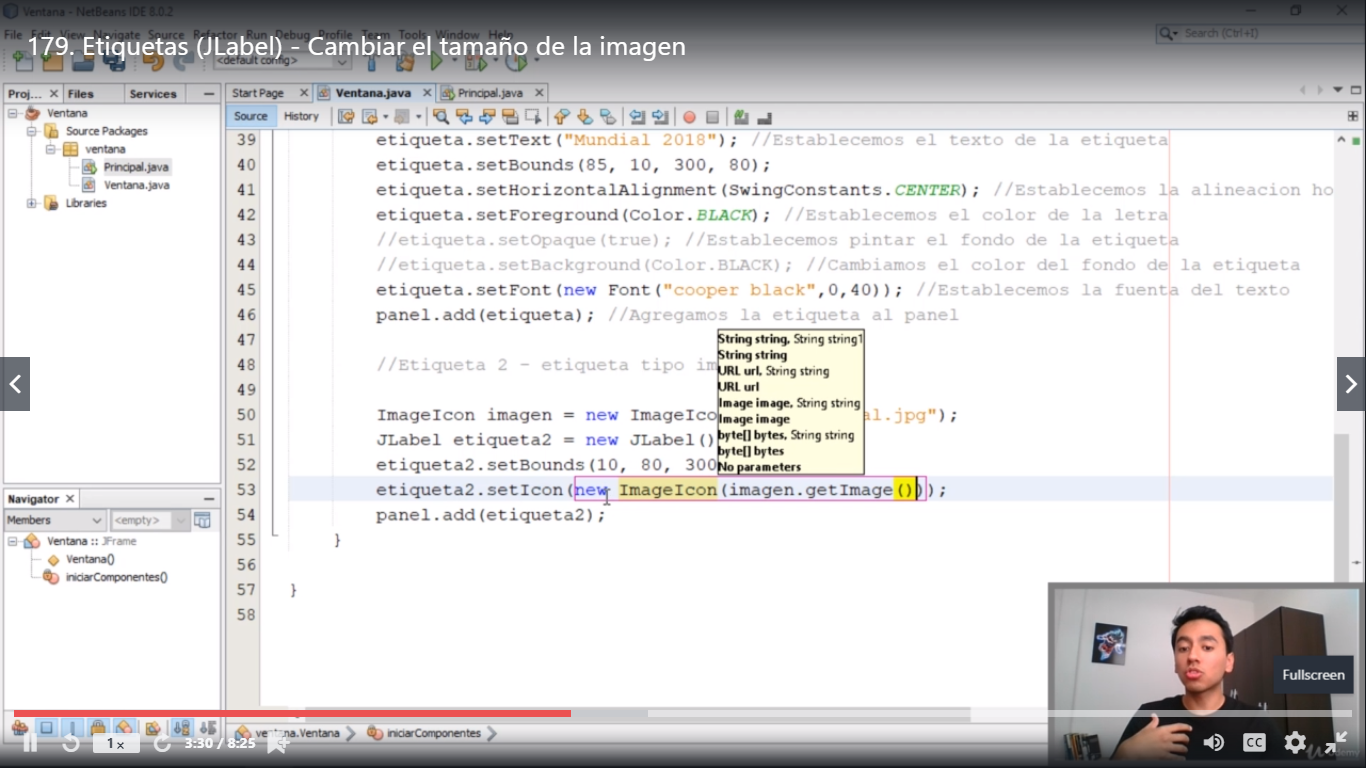 Ventana - NetBeans IDE 8.0.2
File Edit View Navigate Source Refactor Run Debug Profile Team Tools Window Help
Search (Ctrl+I)
179. Etiquetas (JLabel) - Cambiar el tamaño de la imagen
<default config>
Proj... Files Services
Start Page Ventana.java Principal.java
Source History
Ventana
Source Packages
ventana
Principal.java
Ventana.java
Libraries
39 etiqueta.setText("Mundial 2018"); //Establecemos el texto de la etiqueta
40 etiqueta.setBounds(85, 10, 300, 80);
41 etiqueta.setHorizontalAlignment(SwingConstants.CENTER); //Establecemos la alineacion ho
42 etiqueta.setForeground(Color.BLACK); //Establecemos el color de la letra
43 //etiqueta.setOpaque(true); //Establecemos pintar el fondo de la etiqueta
44 //etiqueta.setBackground(Color.BLACK); //Cambiamos el color del fondo de la etiqueta
45 etiqueta.setFont(new Font("cooper black",0,40)); //Establecemos la fuenta del texto
46 panel.add(etiqueta); //Agregamos la etiqueta al panel
47
48 //Etiqueta 2 - etiqueta tipo im
49
50 ImageIcon imagen = new ImageIco al.jpg");
51 JLabel etiqueta2 = new JLabel()
52 etiqueta2.setBounds(10, 80, 300
53 etiqueta2.setIcon(new ImageIcon(imagen.getImage()));
54 panel.add(etiqueta2);
55 }
56
57 }
58
String string, String string1
String string
URL url, String string
URL url
Image image, String string
Image image
byte[] bytes, String string
byte[] bytes
No parameters
Navigator
Members <empty>
Ventana :: JFrame
Ventana()
iniciarComponentes()
ventana.Ventana iniciarComponentes
Fullscreen
1x 3:30 / 8:25
CC
Udemy